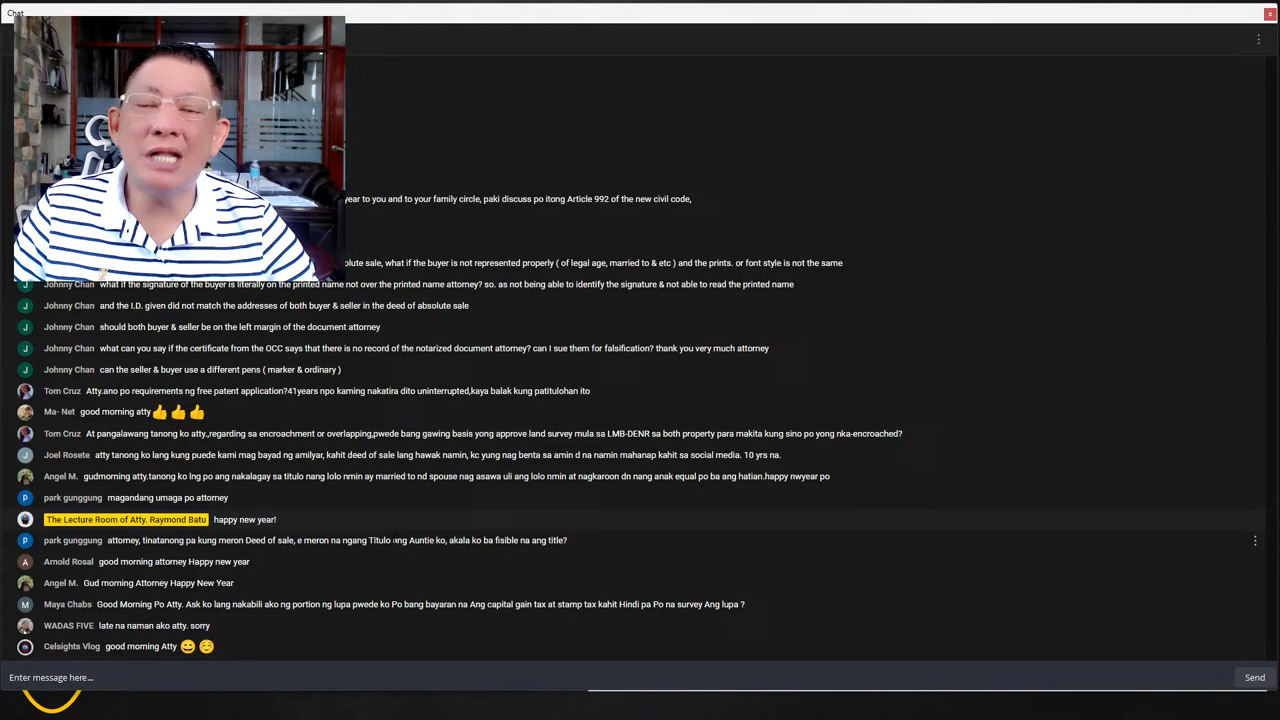 Chat
x
year to you and to your family circle, paki discuss po itong Article 992 of the new civil code,
olute sale, what if the buyer is not represented properly ( of legal age, married to & etc ) and the prints. or font style is not the same
J Johnny Chan what if the signature of the buyer is literally on the printed name not over the printed name attorney? so. as not being able to identify the signature & not able to read the printed name
J Johnny Chan and the I.D. given did not match the addresses of both buyer & seller in the deed of absolute sale
J Johnny Chan should both buyer & seller be on the left margin of the document attorney
J Johnny Chan what can you say if the certificate from the OCC says that there is no record of the notarized document attorney? can I sue them for falsification? thank you very much attorney
J Johnny Chan can the seller & buyer use a different pens ( marker & ordinary )
Tom Cruz Atty.ano po requirements ng free patent application?41years npo kaming nakatira dito uninterrupted,kaya balak kung patitulohan ito
Ma- Net good morning atty👍👍👍
Tom Cruz At pangalawang tanong ko atty.,regarding sa encroachment or overlapping,pwede bang gawing basis yong approve land survey mula sa LMB-DENR sa both property para makita kung sino po yong nka-encroached?
J Joel Rosete atty tanong ko lang kung puede kami mag bayad ng amilyar, kahit deed of sale lang hawak namin, kc yung nag benta sa amin d na namin mahanap kahit sa social media. 10 yrs na.
Angel M. gudmorning atty.tanong ko lng po ang nakalagay sa titulo nang lolo nmin ay married to nd spouse nag asawa uli ang lolo nmin at nagkaroon dn nang anak equal po ba ang hatian.happy nwyear po
p park gunggung magandang umaga po attorney
The Lecture Room of Atty. Raymond Batu happy new year!
p park gunggung attorney, tinatanong pa kung meron Deed of sale, e meron na ngang Titulo ang Auntie ko, akala ko ba fisible na ang title?
A Arnold Rosal good morning attorney Happy new year
Angel M. Gud morning Attorney Happy New Year
M Maya Chabs Good Morning Po Atty. Ask ko lang nakabili ako ng portion ng lupa pwede ko Po bang bayaran na Ang capital gain tax at stamp tax kahit Hindi pa Po na survey Ang lupa ?
WADAS FIVE late na naman ako atty. sorry
Celsights Vlog good morning Atty 😄☺️
Enter message here...
Send